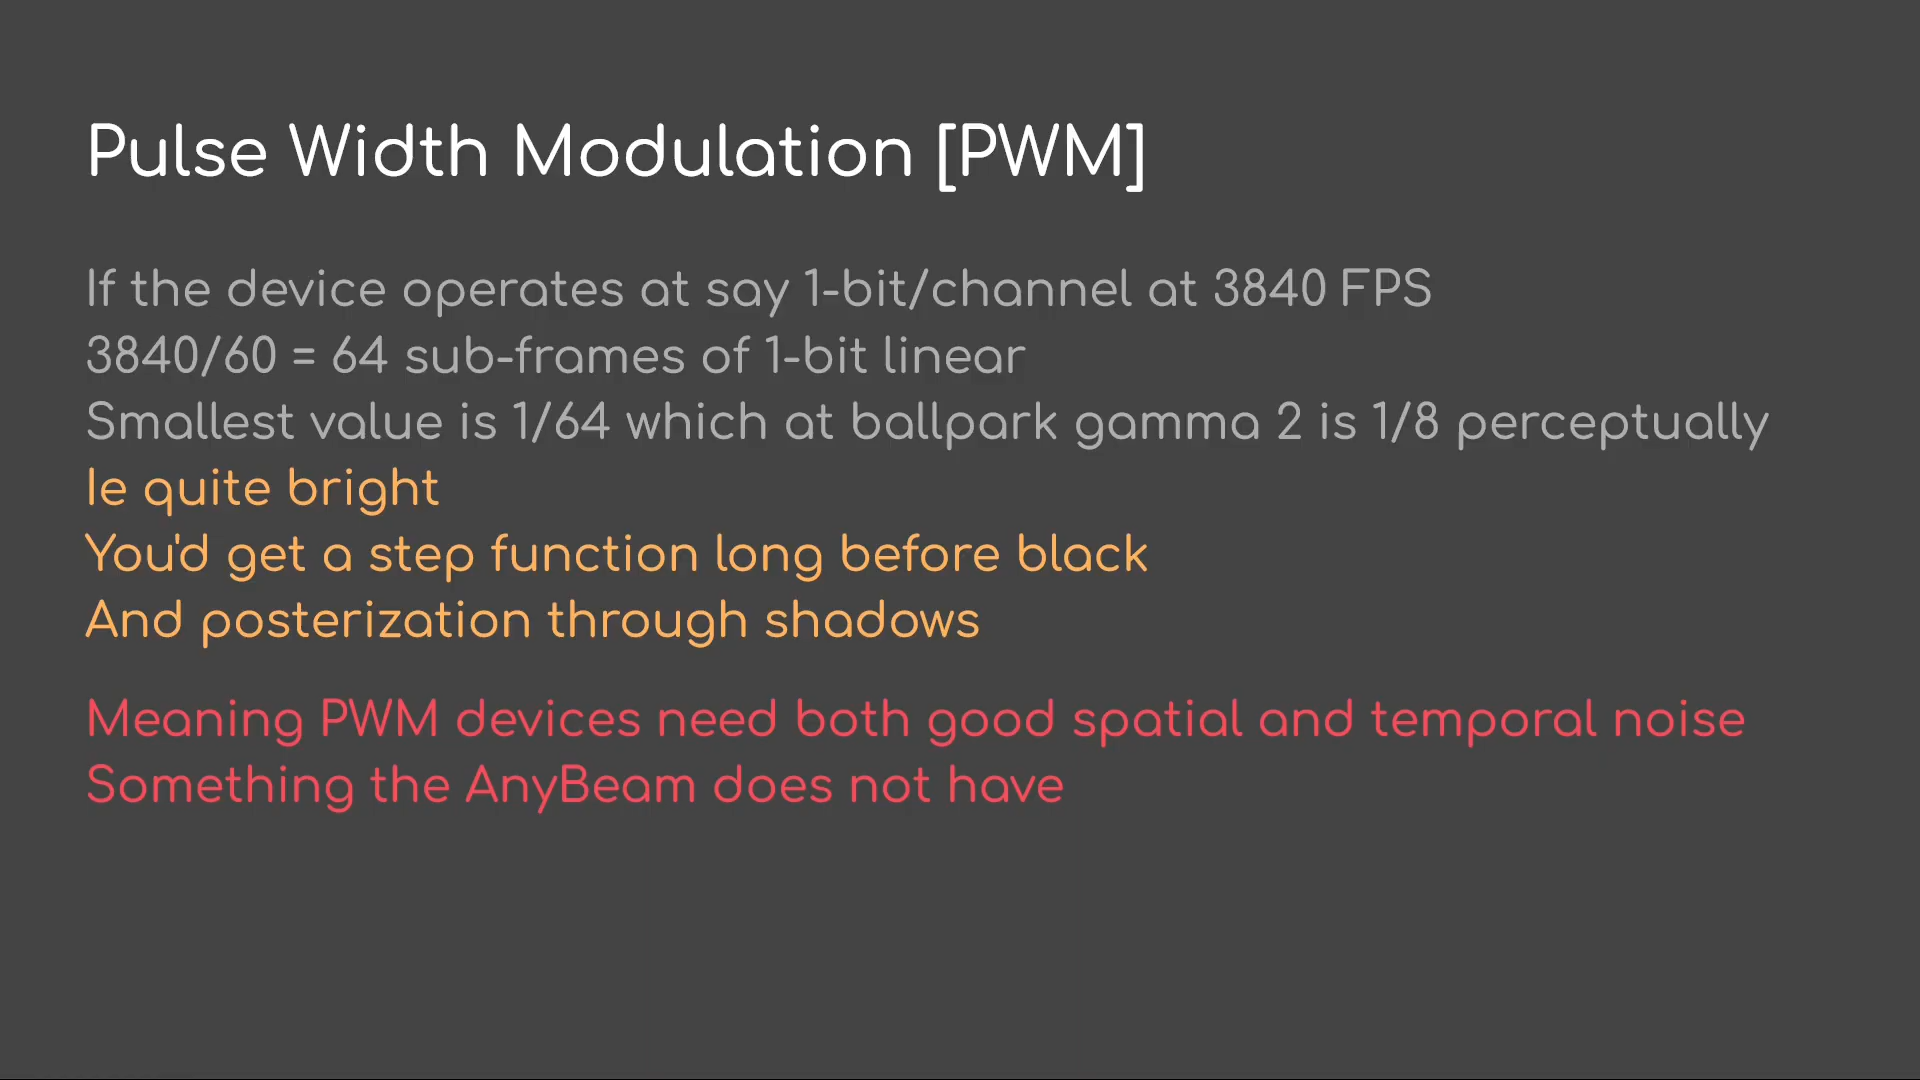 Pulse Width Modulation [PWM]
If the device operates at say 1-bit/channel at 3840 FPS
3840/60 = 64 sub-frames of 1-bit linear
Smallest value is 1/64 which at ballpark gamma 2 is 1/8 perceptually
Ie quite bright
You'd get a step function long before black
And posterization through shadows
Meaning PWM devices need both good spatial and temporal noise
Something the AnyBeam does not have